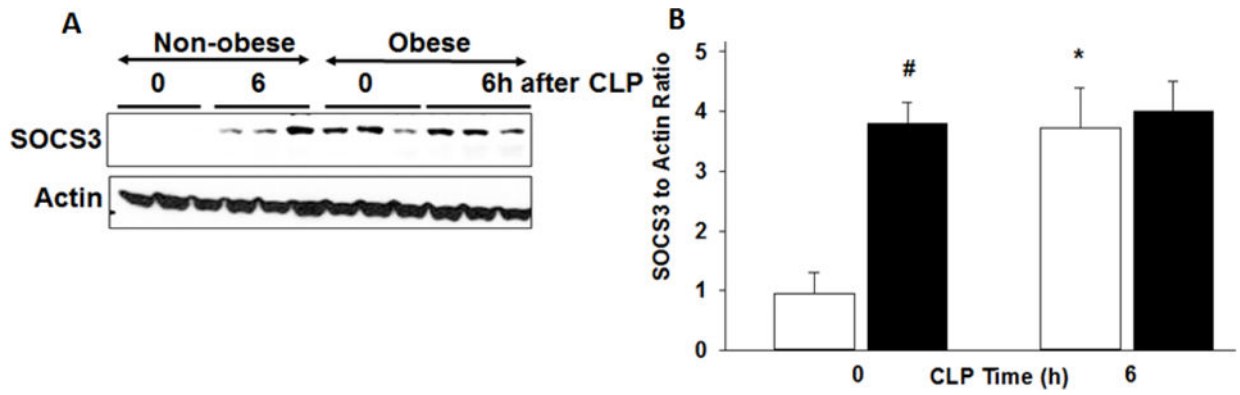 A
Non-obese Obese
0 6 0 6h after CLP
SOCS3
Actin
B
SOCS3 to Actin Ratio
5
4
3
2
1
0
#
*
0 CLP Time (h) 6